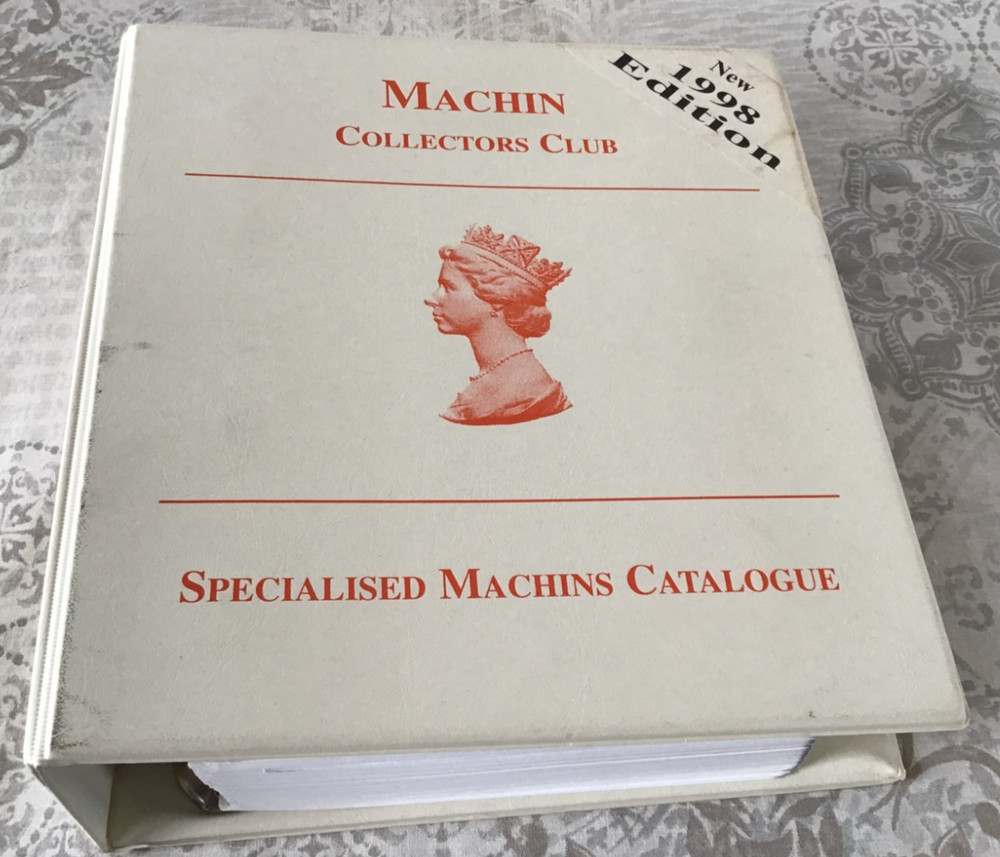 New
1998
Edition
MACHIN
COLLECTORS CLUB
SPECIALISED MACHINS CATALOGUE